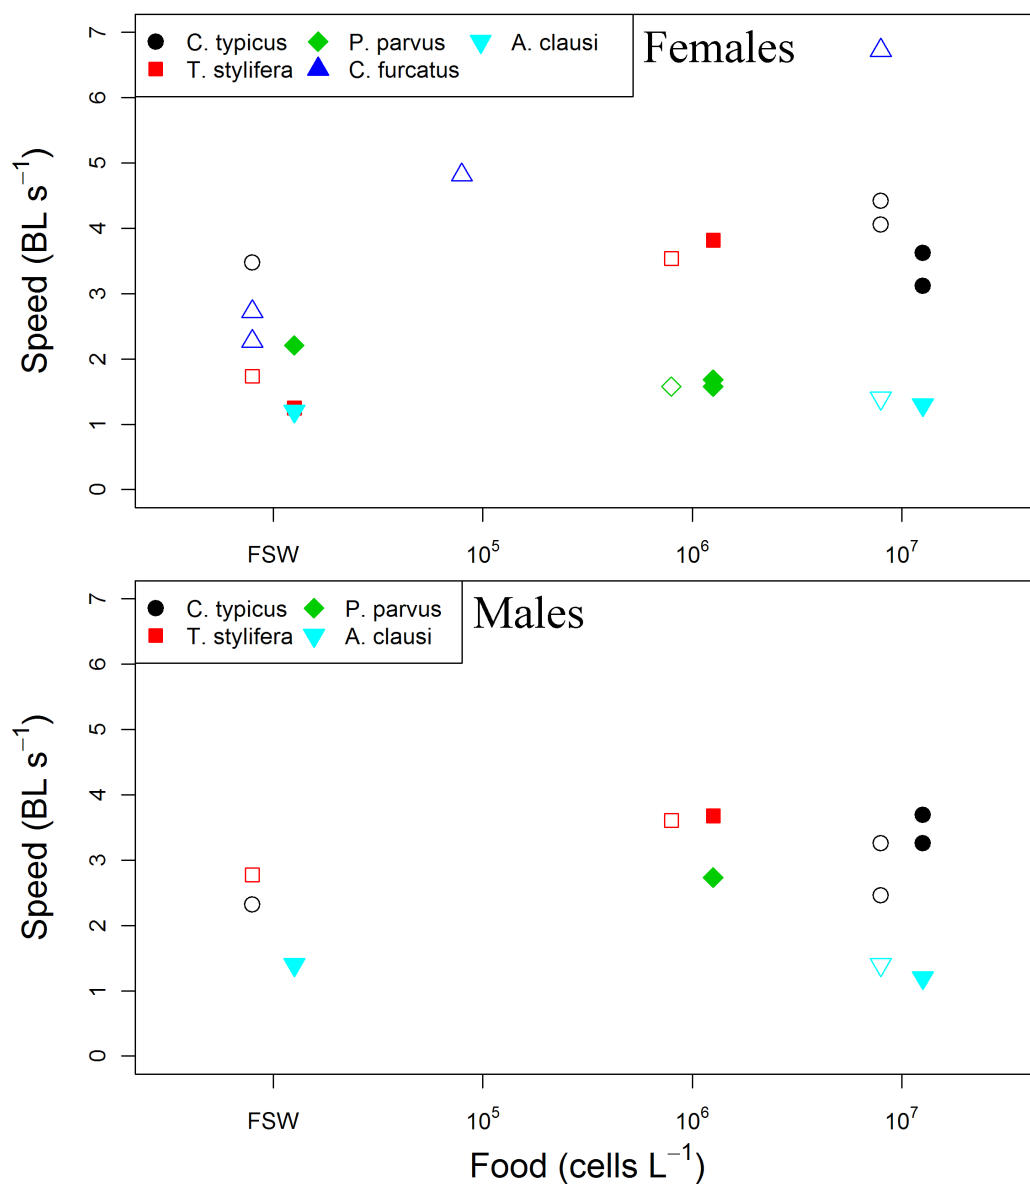 C. typicus P. parvus A. clausi
T. stylifera C. furcatus
Females
7
6
5
4
3
2
1
0
Speed (BL s⁻¹)
FSW 10⁵ 10⁶ 10⁷
C. typicus P. parvus
T. stylifera A. clausi
Males
7
6
5
4
3
2
1
0
Speed (BL s⁻¹)
FSW 10⁵ 10⁶ 10⁷
Food (cells L⁻¹)